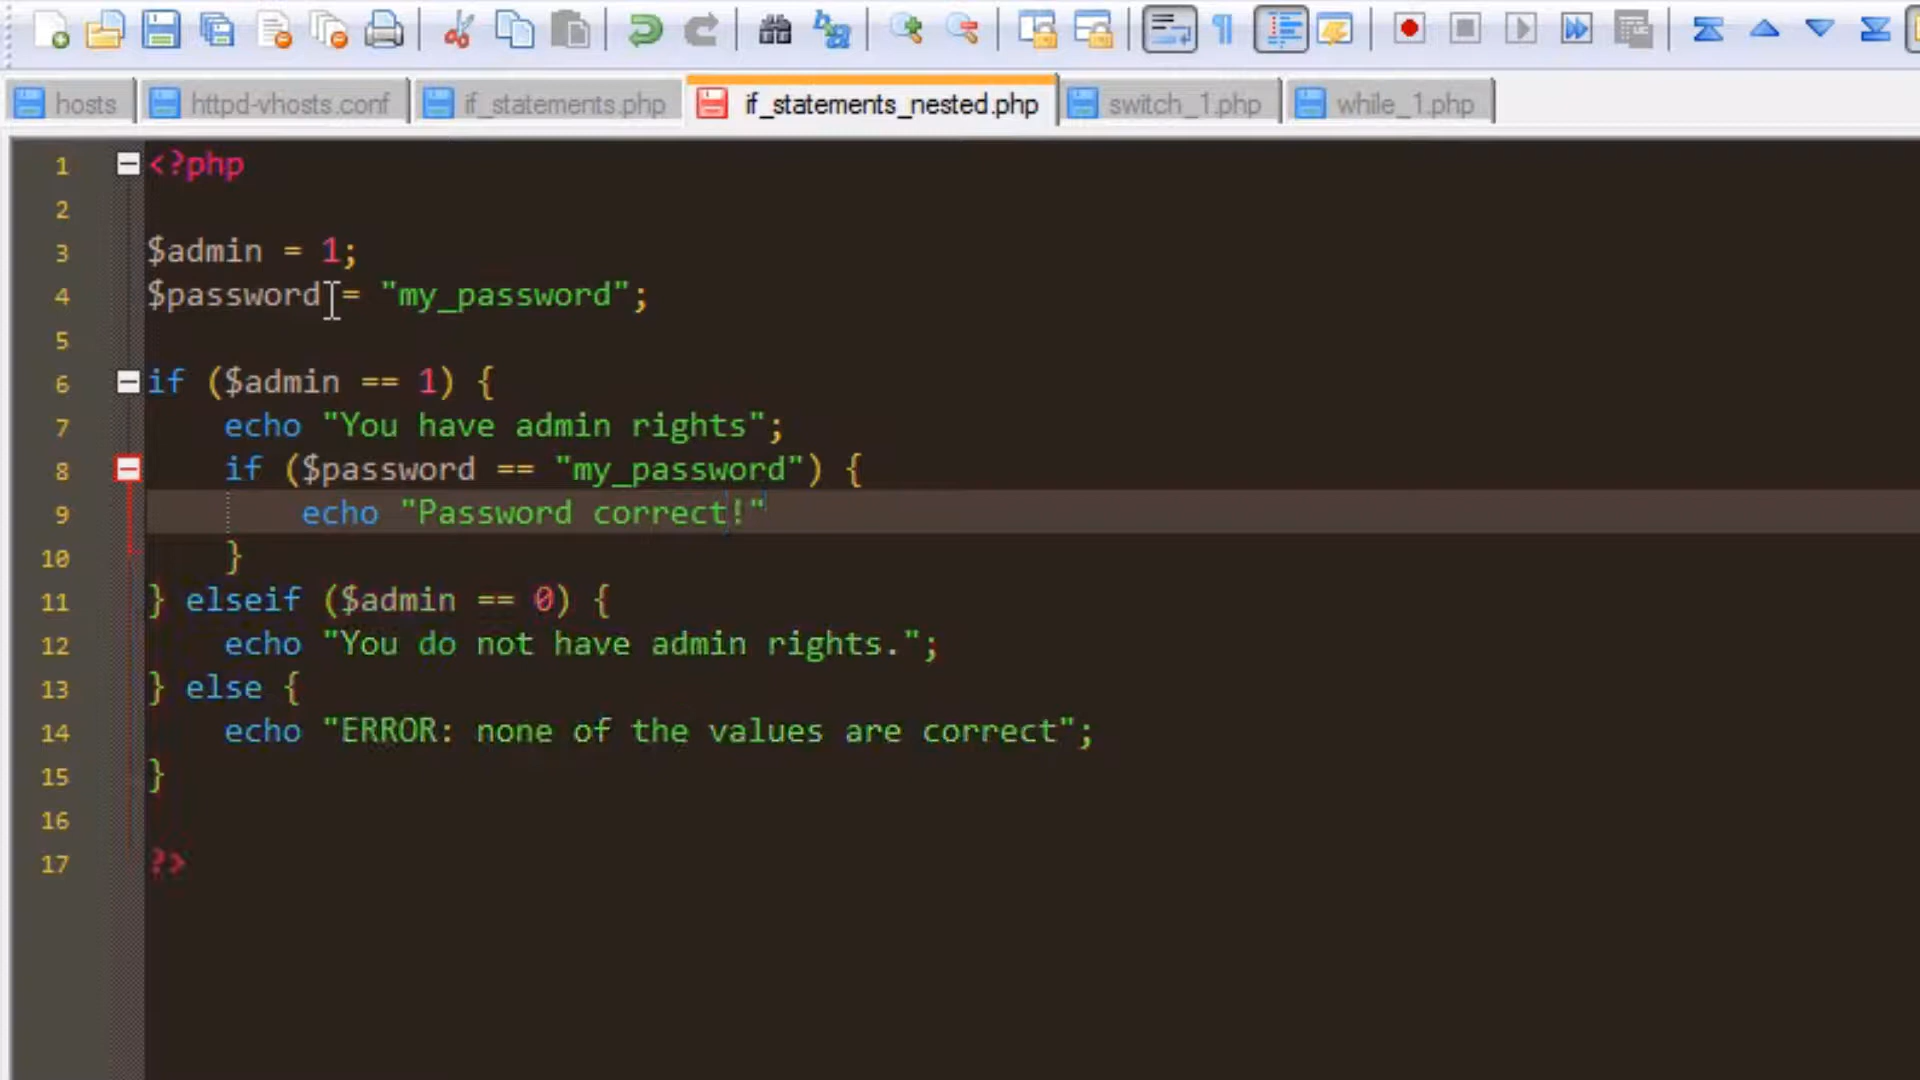 hosts httpd-vhosts.conf if_statements.php if_statements_nested.php switch_1.php while_1.php
1 <?php
2
3 $admin = 1;
4 $password = "my_password";
5
6 if ($admin == 1) {
7 echo "You have admin rights";
8 if ($password == "my_password") {
9 echo "Password correct!"
10 }
11 } elseif ($admin == 0) {
12 echo "You do not have admin rights.";
13 } else {
14 echo "ERROR: none of the values are correct";
15 }
16
17 ?>